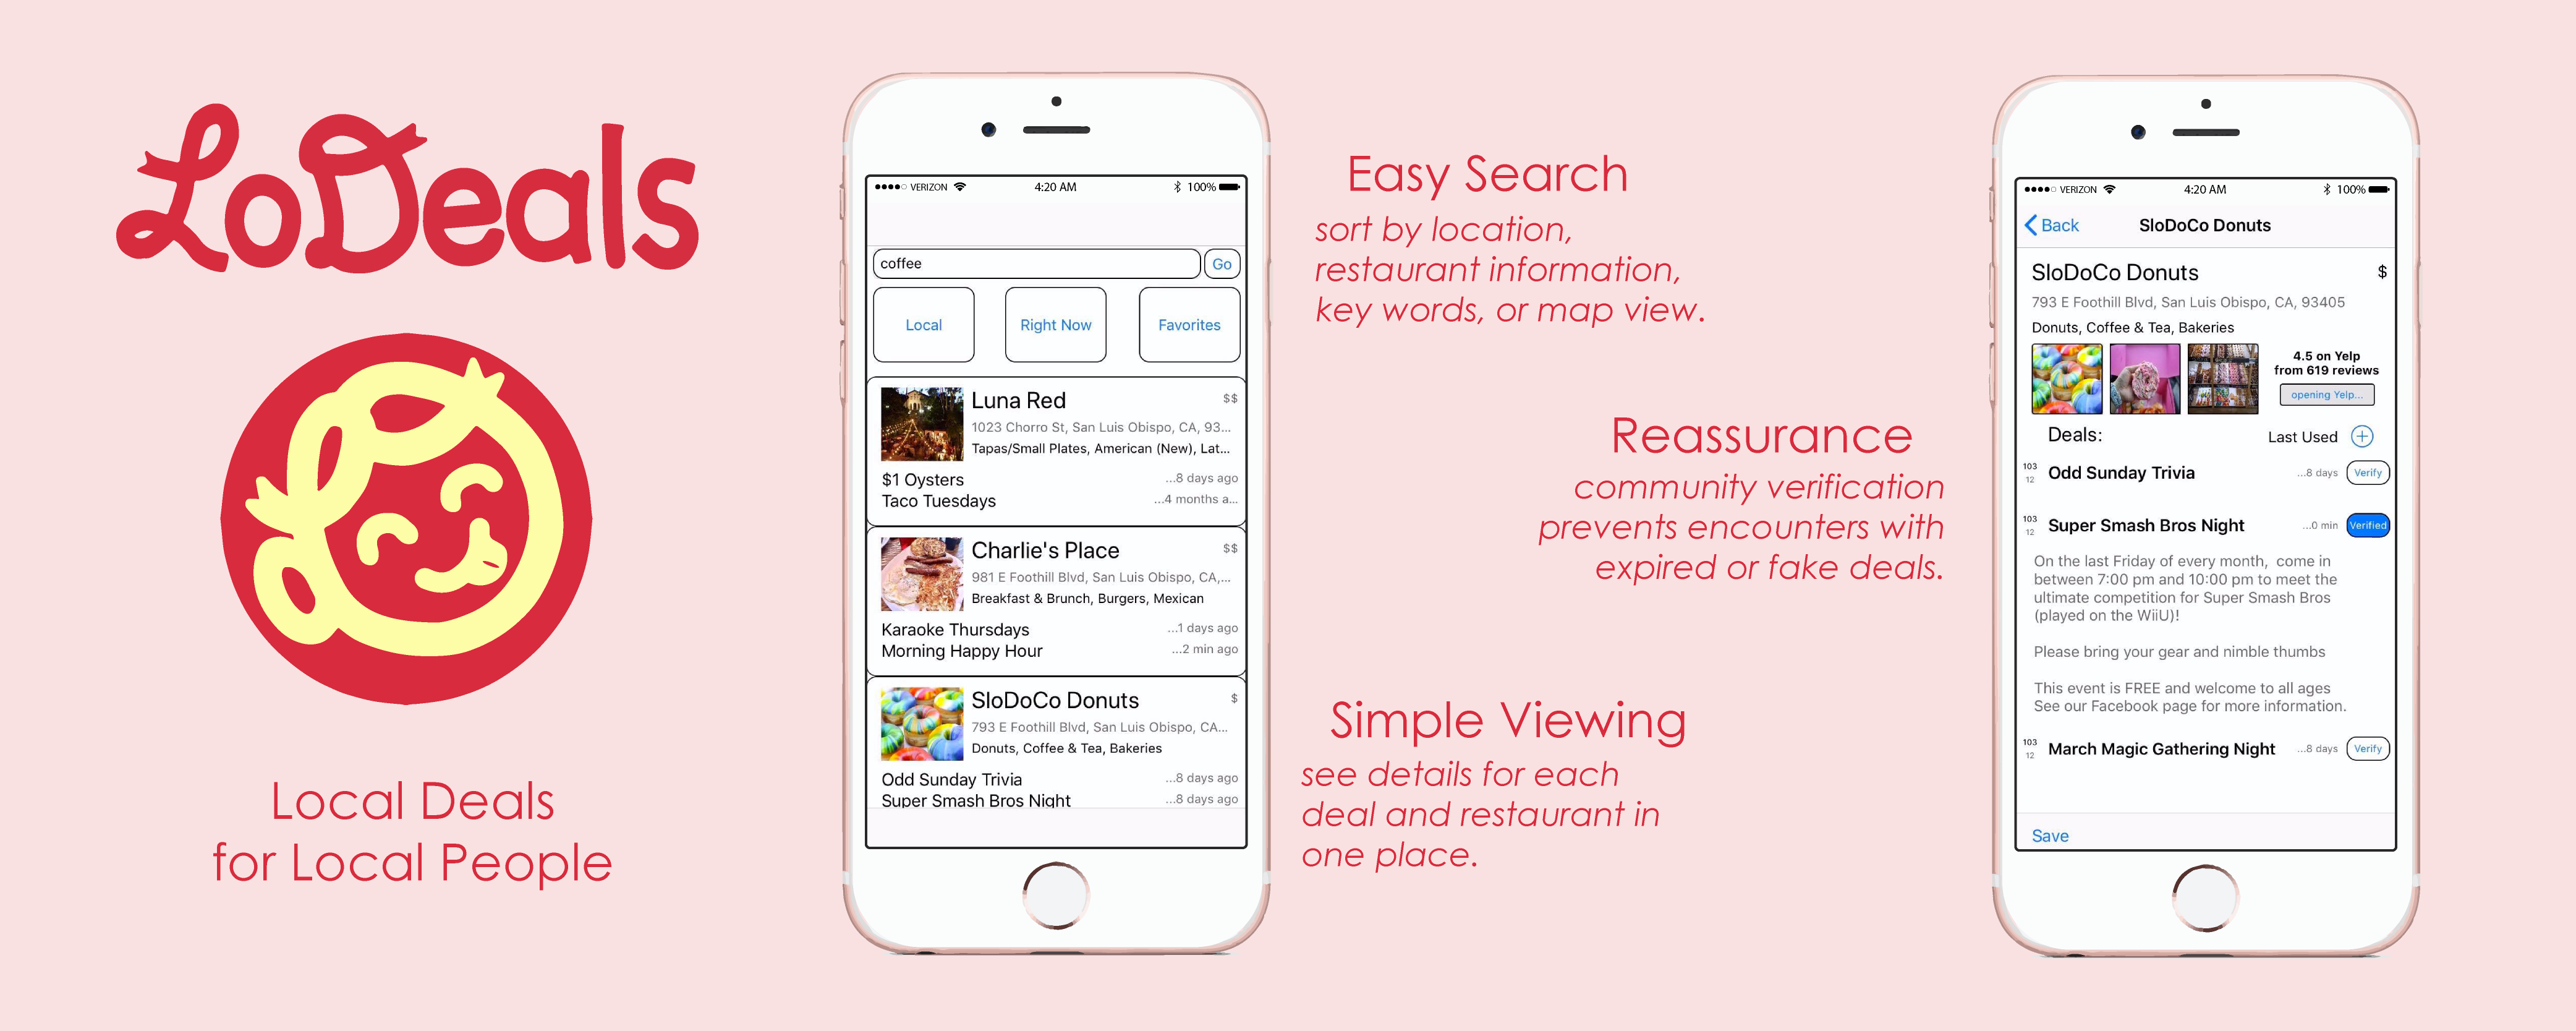 LoDeals
Local Deals
for Local People
VERIZON 4:20 AM 100%
coffee Go
Local Right Now Favorites
Luna Red $$
1023 Chorro St, San Luis Obispo, CA, 93...
Tapas/Small Plates, American (New), Lat...
$1 Oysters ...8 days ago
Taco Tuesdays ...4 months a...
Charlie's Place $$
981 E Foothill Blvd, San Luis Obispo, CA,...
Breakfast & Brunch, Burgers, Mexican
Karaoke Thursdays ...1 days ago
Morning Happy Hour ...2 min ago
SloDoCo Donuts $
793 E Foothill Blvd, San Luis Obispo, CA...
Donuts, Coffee & Tea, Bakeries
Odd Sunday Trivia ...8 days ago
Super Smash Bros Night ...8 days ago
Easy Search
sort by location,
restaurant information,
key words, or map view.
Reassurance
community verification
prevents encounters with
expired or fake deals.
Simple Viewing
see details for each
deal and restaurant in
one place.
VERIZON 4:20 AM 100%
Back SloDoCo Donuts
SloDoCo Donuts $
793 E Foothill Blvd, San Luis Obispo, CA, 93405
Donuts, Coffee & Tea, Bakeries
4.5 on Yelp
from 619 reviews
opening Yelp...
Deals: Last Used
103
12 Odd Sunday Trivia ...8 days Verify
103
12 Super Smash Bros Night ...0 min Verified
On the last Friday of every month, come in
between 7:00 pm and 10:00 pm to meet the
ultimate competition for Super Smash Bros
(played on the WiiU)!
Please bring your gear and nimble thumbs
This event is FREE and welcome to all ages
See our Facebook page for more information.
103
12 March Magic Gathering Night ...8 days Verify
Save